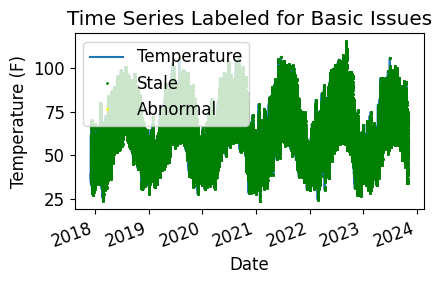 Time Series Labeled for Basic Issues
Temperature (F)
100
75
50
25
Temperature
Stale
Abnormal
2018 2019 2020 2021 2022 2023 2024
Date